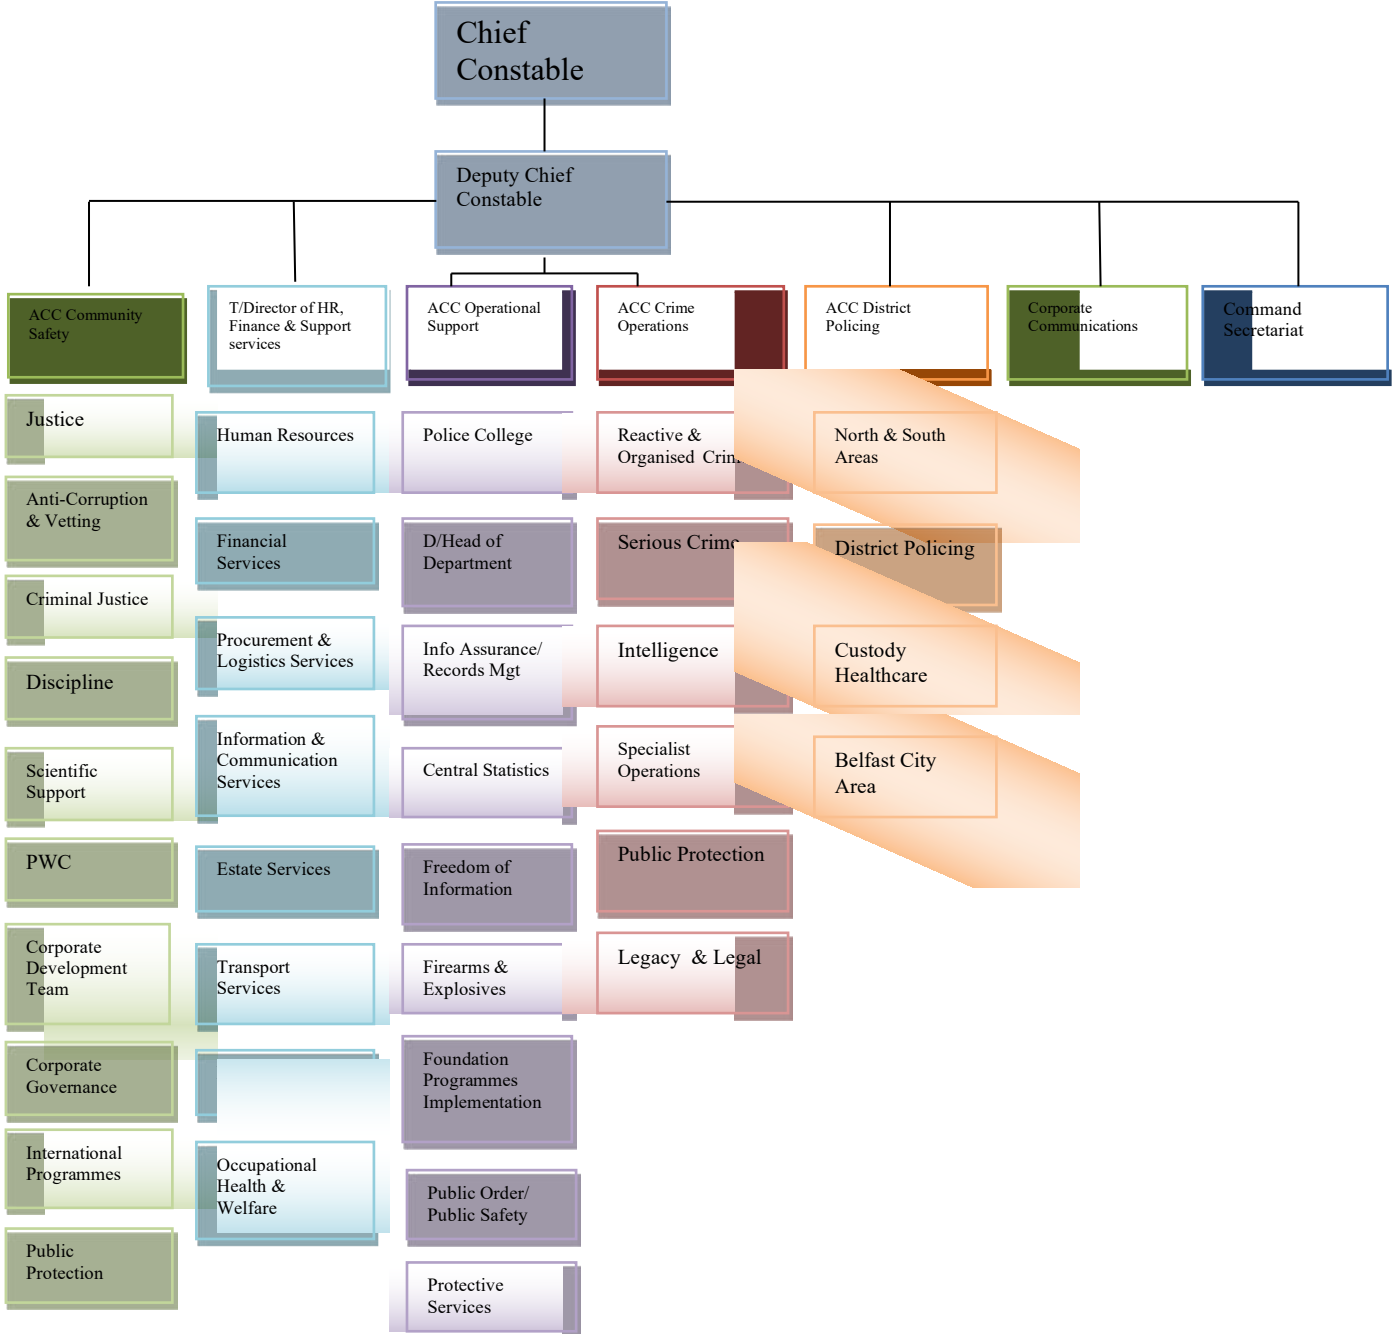 Chief
Constable
Deputy Chief
Constable
ACC Community
Safety
T/Director of HR,
Finance & Support
services
ACC Operational
Support
ACC Crime
Operations
ACC District
Policing
Corporate
Communications
Command
Secretariat
Justice
Anti-Corruption
& Vetting
Criminal Justice
Discipline
Scientific
Support
PWC
Corporate
Development
Team
Corporate
Governance
International
Programmes
Public
Protection
Human Resources
Financial
Services
Procurement &
Logistics Services
Information &
Communication
Services
Estate Services
Transport
Services
Occupational
Health &
Welfare
Police College
D/Head of
Department
Info Assurance/
Records Mgt
Central Statistics
Freedom of
Information
Firearms &
Explosives
Foundation
Programmes
Implementation
Public Order/
Public Safety
Protective
Services
Reactive &
Organised Crim
Serious Crime
Intelligence
Specialist
Operations
Public Protection
Legacy & Legal
North & South
Areas
District Policing
Custody
Healthcare
Belfast City
Area